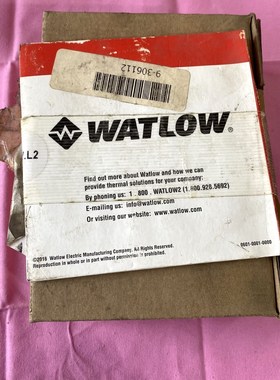 9-306112
WATLOW®
.L2
Find out more about Watlow and how we can
provide thermal solutions for your company:
By phoning us: 1.800.WATLOW2 (1.800.928.5692)
E-mailing us: info@watlow.com
Or visiting our website: www.watlow.com
©2016 Watlow Electric Manufacturing Company. All Rights Reserved.
Reproduction in whole or in part without permission is prohibited.
0001-0001-0000